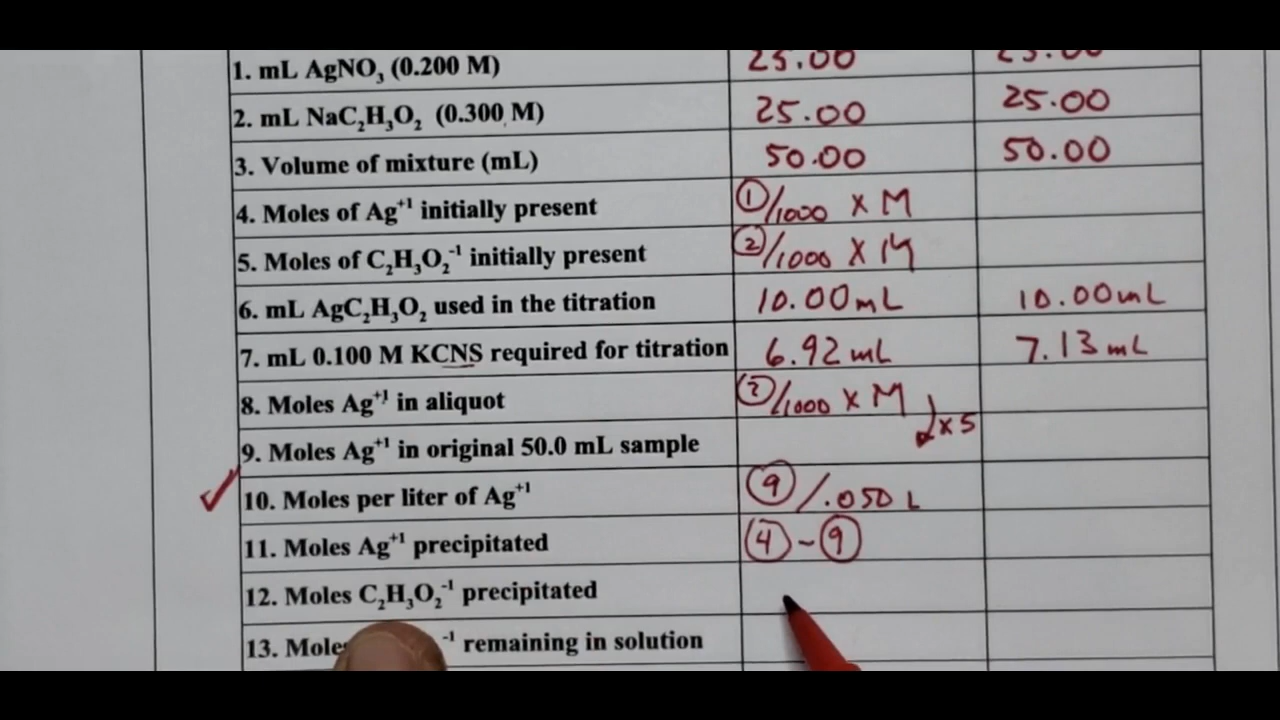 1. mL AgNO₃ (0.200 M) 25.00 25.00
2. mL NaC₂H₃O₂ (0.300 M) 25.00 25.00
3. Volume of mixture (mL) 50.00 50.00
4. Moles of Ag⁺¹ initially present ①/1000 × M
5. Moles of C₂H₃O₂⁻¹ initially present ②/1000 × M
6. mL AgC₂H₃O₂ used in the titration 10.00mL 10.00mL
7. mL 0.100 M KCNS required for titration 6.92 mL 7.13 mL
8. Moles Ag⁺¹ in aliquot ⑦/1000 × M
×5
9. Moles Ag⁺¹ in original 50.0 mL sample
10. Moles per liter of Ag⁺¹ ⑨/.050 L
11. Moles Ag⁺¹ precipitated ④-⑨
12. Moles C₂H₃O₂⁻¹ precipitated
13. Moles ⁻¹ remaining in solution